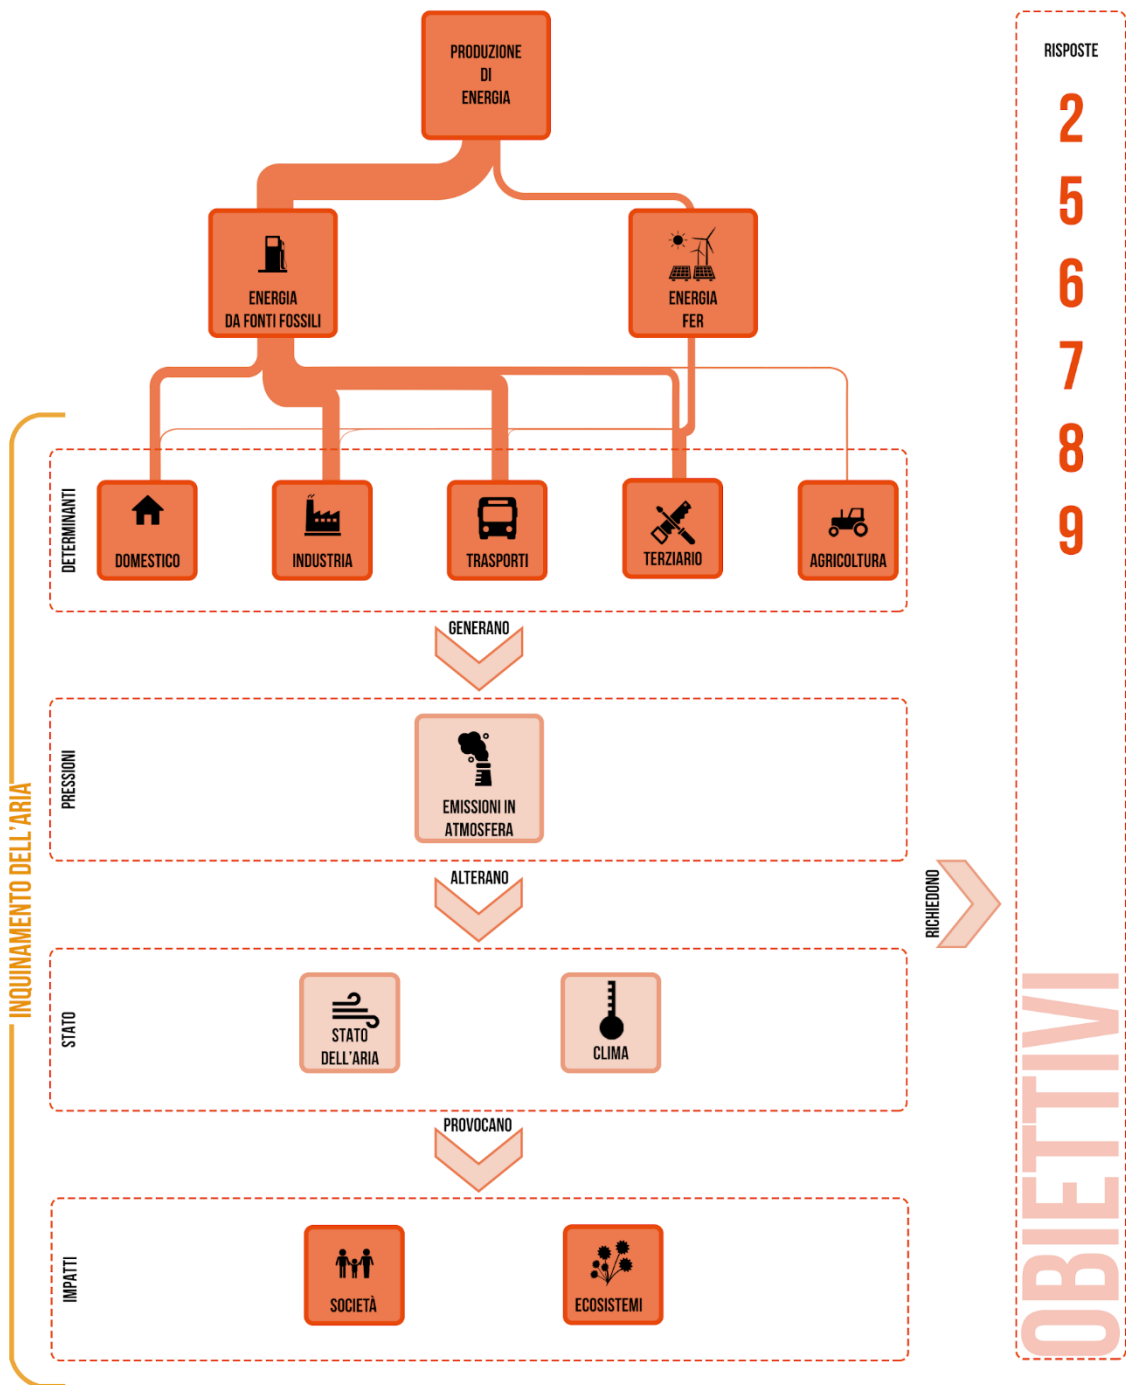 PRODUZIONE
DI
ENERGIA
RISPOSTE
2
5
6
7
8
9
ENERGIA
DA FONTI FOSSILI
ENERGIA
FER
DETERMINANTI
DOMESTICO
INDUSTRIA
TRASPORTI
TERZIARIO
AGRICOLTURA
GENERANO
PRESSIONI
EMISSIONI IN
ATMOSFERA
INQUINAMENTO DELL'ARIA
ALTERANO
RICHIEDONO
STATO
STATO
DELL'ARIA
CLIMA
OBIETTIVI
PROVOCANO
IMPATTI
SOCIETÀ
ECOSISTEMI